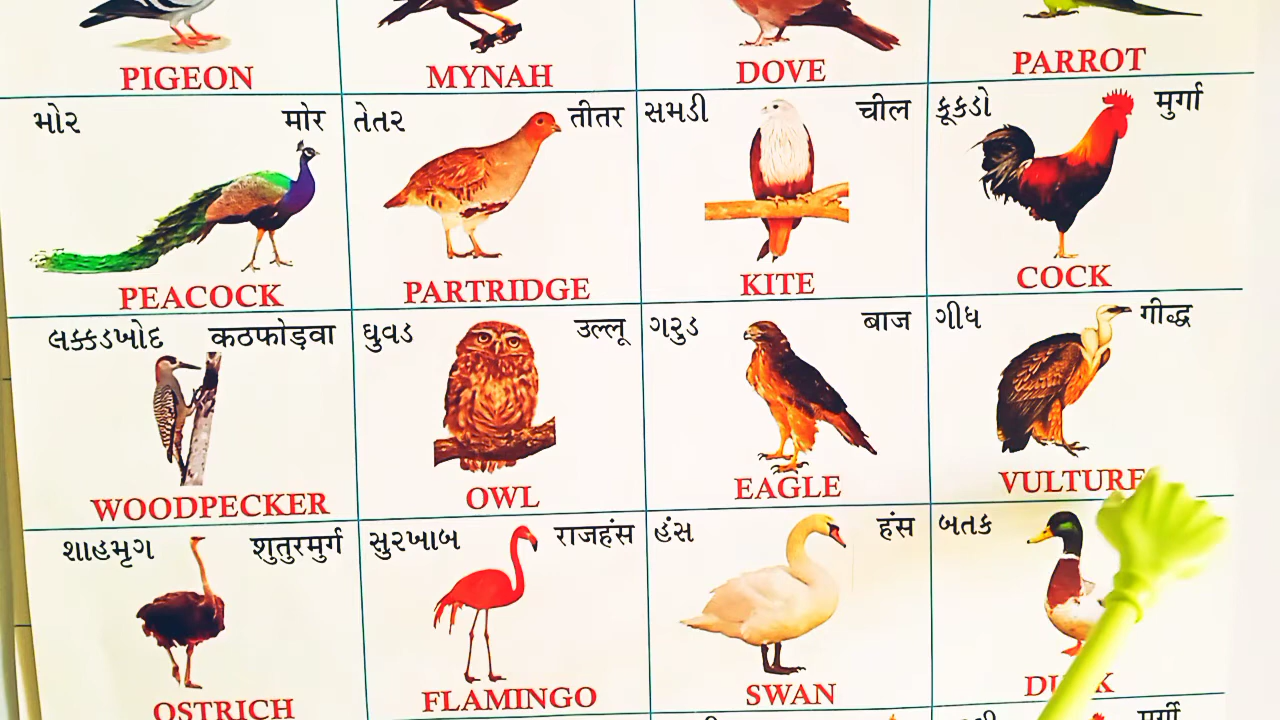 PIGEON MYNAH DOVE PARROT
મોર मोर તેતર तीतर સમડી चील કૂકડો मुर्गा
PEACOCK PARTRIDGE KITE COCK
લક્કડખોદ कठफोड़वा ઘુવડ उल्लू ગરુડ बाज ગીધ गीद्ध
WOODPECKER OWL EAGLE VULTURE
શાહમૃગ शुतुरमुर्ग સુરખાબ राजहंस હંસ हंस બતક
OSTRICH FLAMINGO SWAN